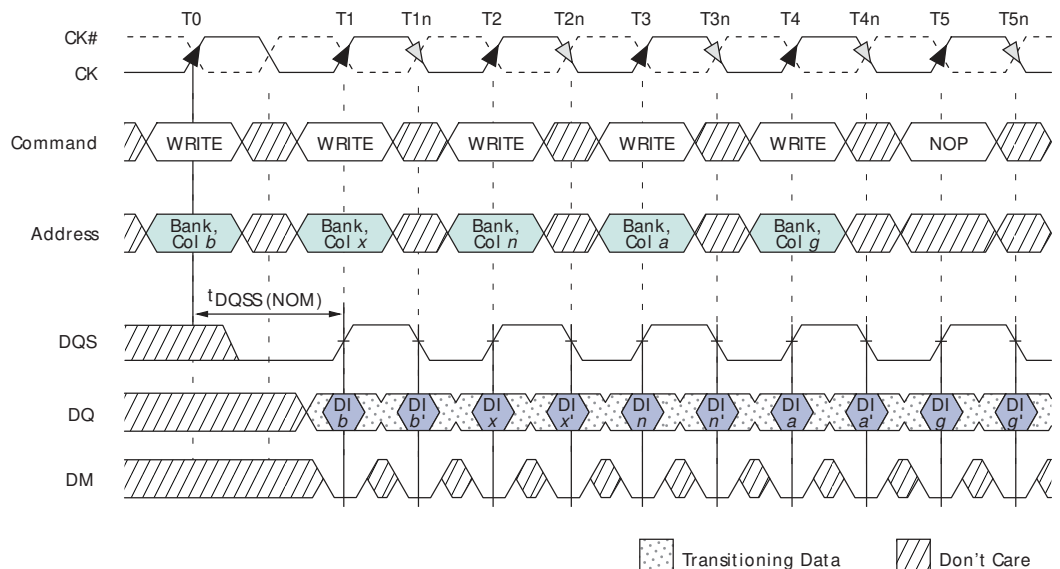 T0 T1 T1n T2 T2n T3 T3n T4 T4n T5 T5n
CK#
CK
Command WRITE WRITE WRITE WRITE WRITE NOP
Address Bank, Col b Bank, Col x Bank, Col n Bank, Col a Bank, Col g
tDQSS (NOM)
DQS
DQ DI b DI b' DI x DI x' DI n DI n' DI a DI a' DI g DI g'
DM
Transitioning Data Don't Care